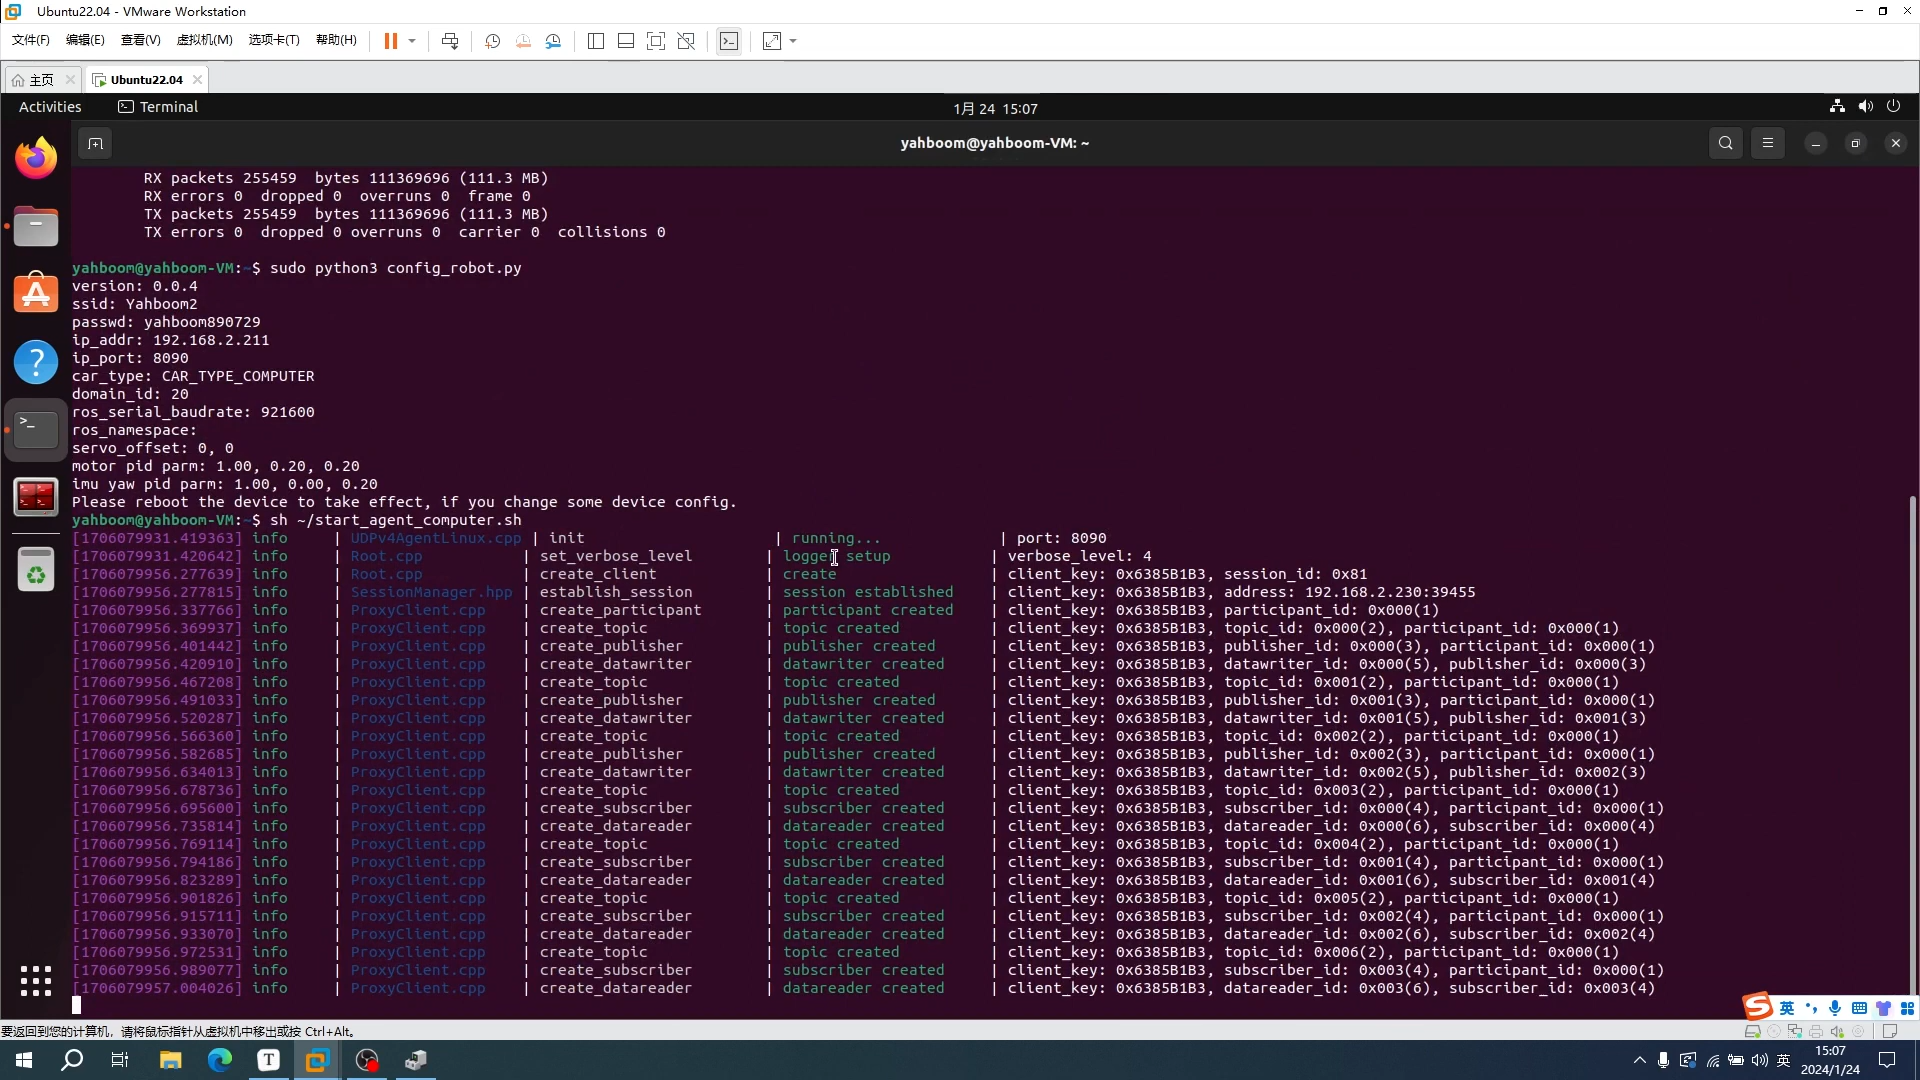 Ubuntu22.04 - VMware Workstation
文件(F) 编辑(E) 查看(V) 虚拟机(M) 选项卡(T) 帮助(H)
主页 Ubuntu22.04
Activities Terminal 1月 24 15:07
yahboom@yahboom-VM: ~
RX packets 255459 bytes 111369696 (111.3 MB)
RX errors 0 dropped 0 overruns 0 frame 0
TX packets 255459 bytes 111369696 (111.3 MB)
TX errors 0 dropped 0 overruns 0 carrier 0 collisions 0
yahboom@yahboom-VM:~$ sudo python3 config_robot.py
version: 0.0.4
ssid: Yahboom2
passwd: yahboom890729
ip_addr: 192.168.2.211
ip_port: 8090
car_type: CAR_TYPE_COMPUTER
domain_id: 20
ros_serial_baudrate: 921600
ros_namespace:
servo_offset: 0, 0
motor pid parm: 1.00, 0.20, 0.20
imu yaw pid parm: 1.00, 0.00, 0.20
Please reboot the device to take effect, if you change some device config.
yahboom@yahboom-VM:~$ sh ~/start_agent_computer.sh
[1706079931.419363] info | UDPv4AgentLinux.cpp | init | running... | port: 8090
[1706079931.420642] info | Root.cpp | set_verbose_level | logger setup | verbose_level: 4
[1706079956.277639] info | Root.cpp | create_client | create | client_key: 0x6385B1B3, session_id: 0x81
[1706079956.277815] info | SessionManager.hpp | establish_session | session established | client_key: 0x6385B1B3, address: 192.168.2.230:39455
[1706079956.337766] info | ProxyClient.cpp | create_participant | participant created | client_key: 0x6385B1B3, participant_id: 0x000(1)
[1706079956.369937] info | ProxyClient.cpp | create_topic | topic created | client_key: 0x6385B1B3, topic_id: 0x000(2), participant_id: 0x000(1)
[1706079956.401442] info | ProxyClient.cpp | create_publisher | publisher created | client_key: 0x6385B1B3, publisher_id: 0x000(3), participant_id: 0x000(1)
[1706079956.420910] info | ProxyClient.cpp | create_datawriter | datawriter created | client_key: 0x6385B1B3, datawriter_id: 0x000(5), publisher_id: 0x000(3)
[1706079956.467208] info | ProxyClient.cpp | create_topic | topic created | client_key: 0x6385B1B3, topic_id: 0x001(2), participant_id: 0x000(1)
[1706079956.491033] info | ProxyClient.cpp | create_publisher | publisher created | client_key: 0x6385B1B3, publisher_id: 0x001(3), participant_id: 0x000(1)
[1706079956.520287] info | ProxyClient.cpp | create_datawriter | datawriter created | client_key: 0x6385B1B3, datawriter_id: 0x001(5), publisher_id: 0x001(3)
[1706079956.566360] info | ProxyClient.cpp | create_topic | topic created | client_key: 0x6385B1B3, topic_id: 0x002(2), participant_id: 0x000(1)
[1706079956.582685] info | ProxyClient.cpp | create_publisher | publisher created | client_key: 0x6385B1B3, publisher_id: 0x002(3), participant_id: 0x000(1)
[1706079956.634013] info | ProxyClient.cpp | create_datawriter | datawriter created | client_key: 0x6385B1B3, datawriter_id: 0x002(5), publisher_id: 0x002(3)
[1706079956.678736] info | ProxyClient.cpp | create_topic | topic created | client_key: 0x6385B1B3, topic_id: 0x003(2), participant_id: 0x000(1)
[1706079956.695600] info | ProxyClient.cpp | create_subscriber | subscriber created | client_key: 0x6385B1B3, subscriber_id: 0x000(4), participant_id: 0x000(1)
[1706079956.735814] info | ProxyClient.cpp | create_datareader | datareader created | client_key: 0x6385B1B3, datareader_id: 0x000(6), subscriber_id: 0x000(4)
[1706079956.769114] info | ProxyClient.cpp | create_topic | topic created | client_key: 0x6385B1B3, topic_id: 0x004(2), participant_id: 0x000(1)
[1706079956.794186] info | ProxyClient.cpp | create_subscriber | subscriber created | client_key: 0x6385B1B3, subscriber_id: 0x001(4), participant_id: 0x000(1)
[1706079956.823289] info | ProxyClient.cpp | create_datareader | datareader created | client_key: 0x6385B1B3, datareader_id: 0x001(6), subscriber_id: 0x001(4)
[1706079956.901826] info | ProxyClient.cpp | create_topic | topic created | client_key: 0x6385B1B3, topic_id: 0x005(2), participant_id: 0x000(1)
[1706079956.915711] info | ProxyClient.cpp | create_subscriber | subscriber created | client_key: 0x6385B1B3, subscriber_id: 0x002(4), participant_id: 0x000(1)
[1706079956.933070] info | ProxyClient.cpp | create_datareader | datareader created | client_key: 0x6385B1B3, datareader_id: 0x002(6), subscriber_id: 0x002(4)
[1706079956.972531] info | ProxyClient.cpp | create_topic | topic created | client_key: 0x6385B1B3, topic_id: 0x006(2), participant_id: 0x000(1)
[1706079956.989077] info | ProxyClient.cpp | create_subscriber | subscriber created | client_key: 0x6385B1B3, subscriber_id: 0x003(4), participant_id: 0x000(1)
[1706079957.004026] info | ProxyClient.cpp | create_datareader | datareader created | client_key: 0x6385B1B3, datareader_id: 0x003(6), subscriber_id: 0x003(4)
英
要返回到您的计算机，请将鼠标指针从虚拟机中移出或按 Ctrl+Alt。
英 15:07
2024/1/24